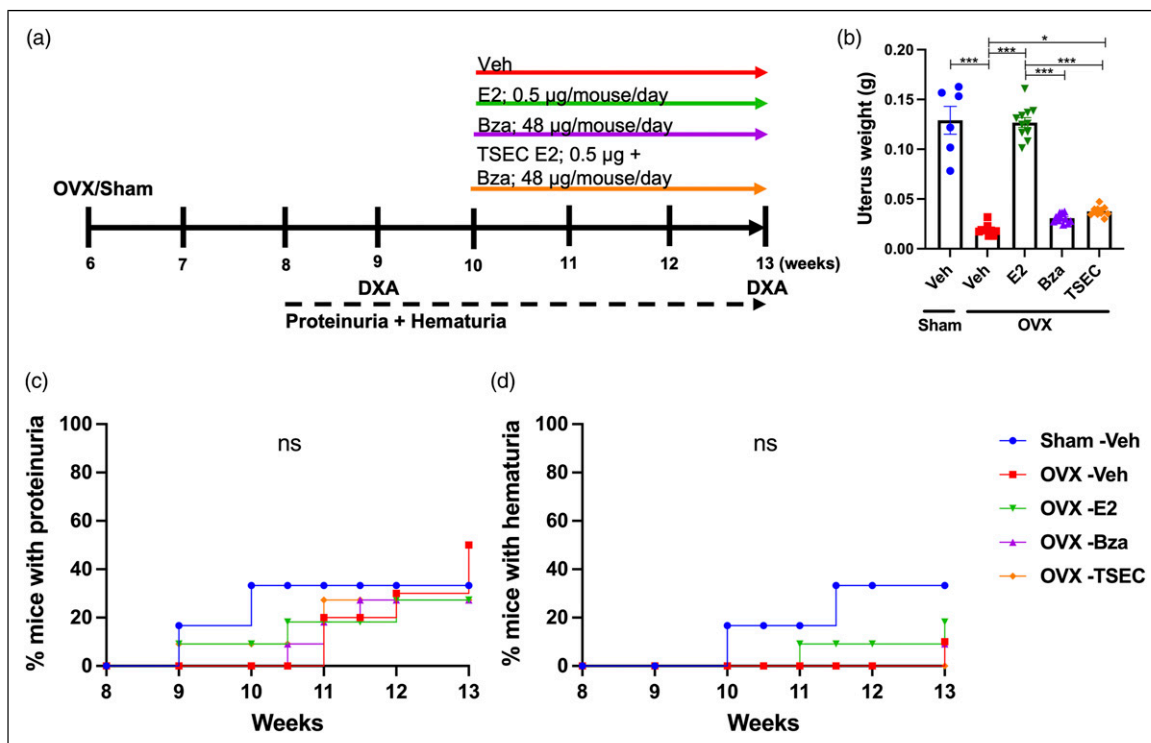 (a)
Veh
E2; 0.5 µg/mouse/day
Bza; 48 µg/mouse/day
TSEC E2; 0.5 µg +
Bza; 48 µg/mouse/day
OVX/Sham
6 7 8 9 10 11 12 13 (weeks)
DXA DXA
Proteinuria + Hematuria
(b)
*
*** *** ***
***
Uterus weight (g)
0.20
0.15
0.10
0.05
0.00
Veh Veh E2 Bza TSEC
Sham OVX
(c)
ns
% mice with proteinuria
100
80
60
40
20
0
8 9 10 11 12 13
Weeks
(d)
ns
% mice with hematuria
100
80
60
40
20
0
8 9 10 11 12 13
Weeks
Sham -Veh
OVX -Veh
OVX -E2
OVX -Bza
OVX -TSEC